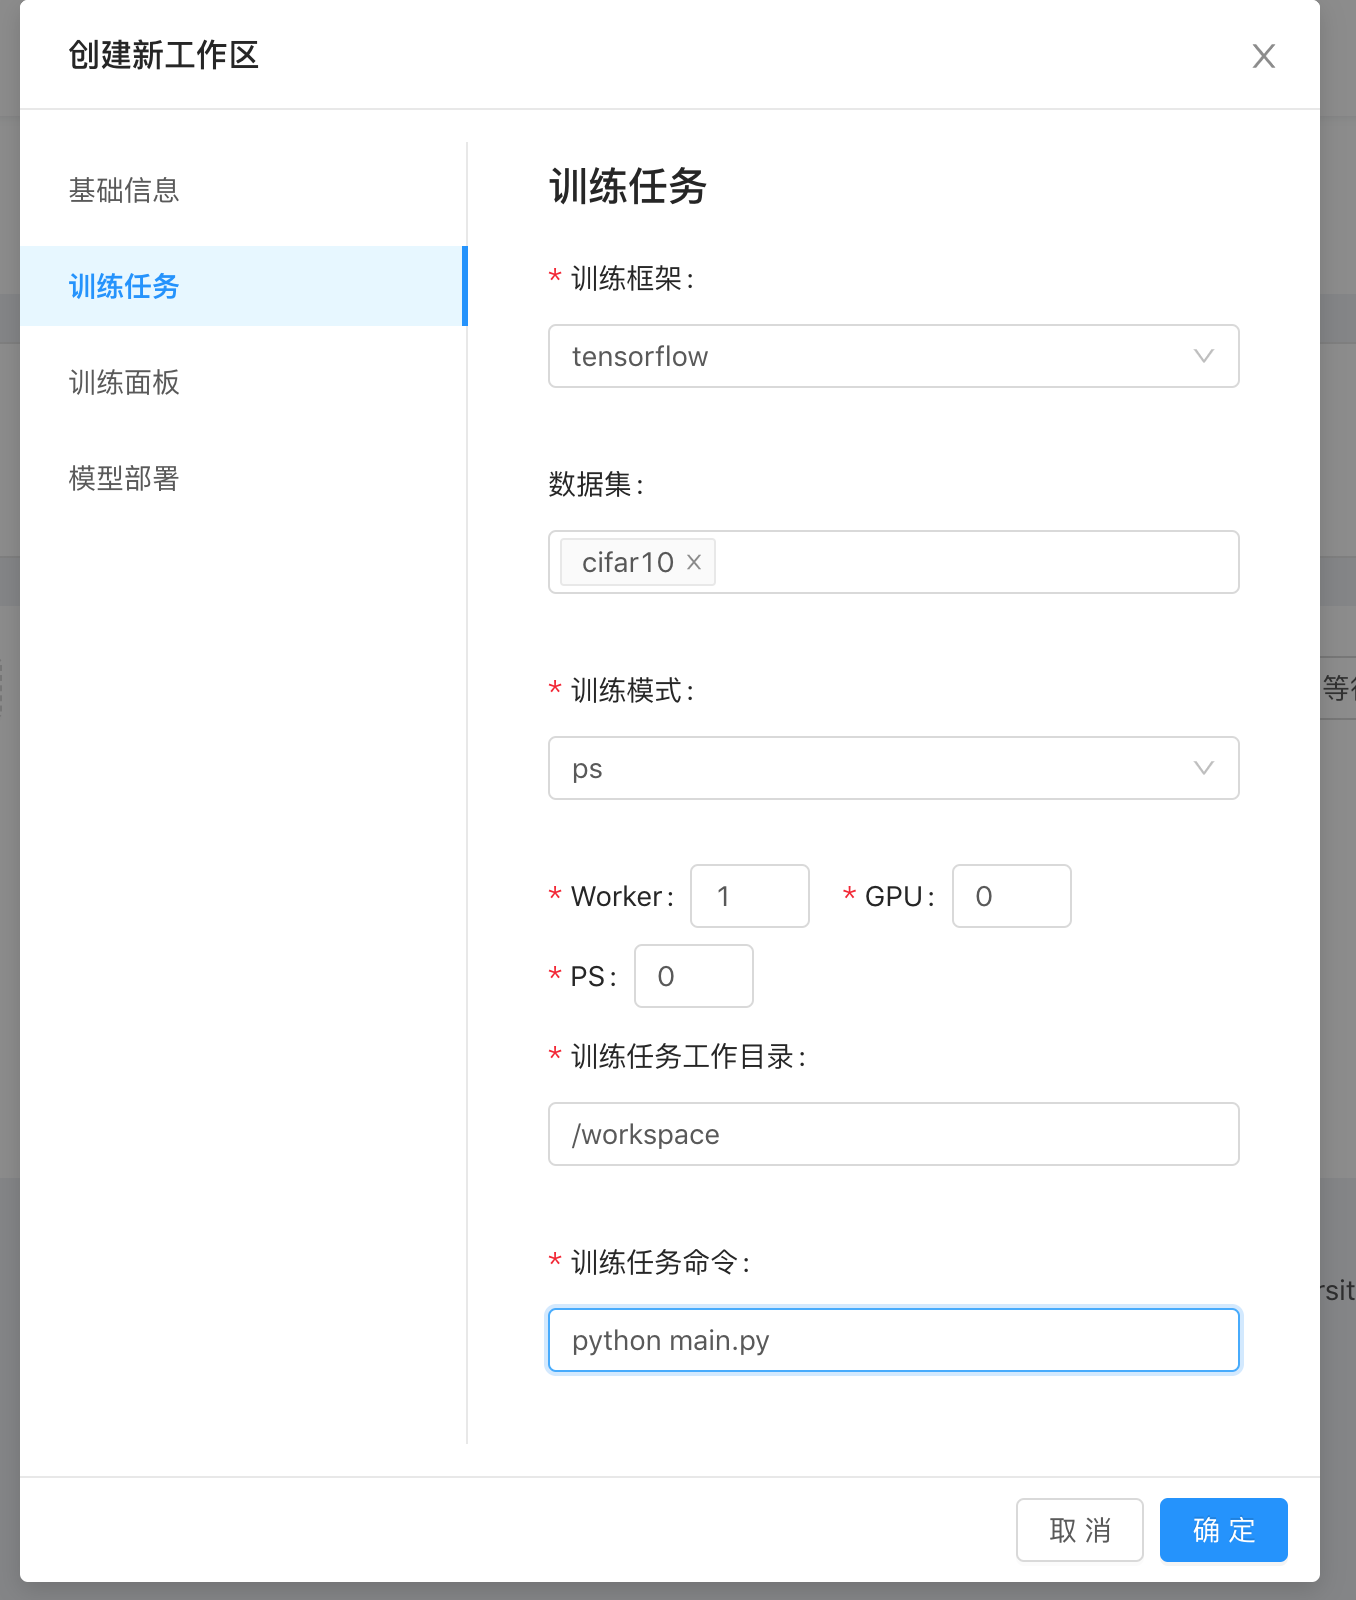 创建新工作区
基础信息
训练任务
训练面板
模型部署
训练任务
* 训练框架:
tensorflow
数据集:
cifar10
* 训练模式:
ps
* Worker: 1 * GPU: 0
* PS: 0
* 训练任务工作目录:
/workspace
* 训练任务命令:
python main.py
取 消 确 定
等
rsit